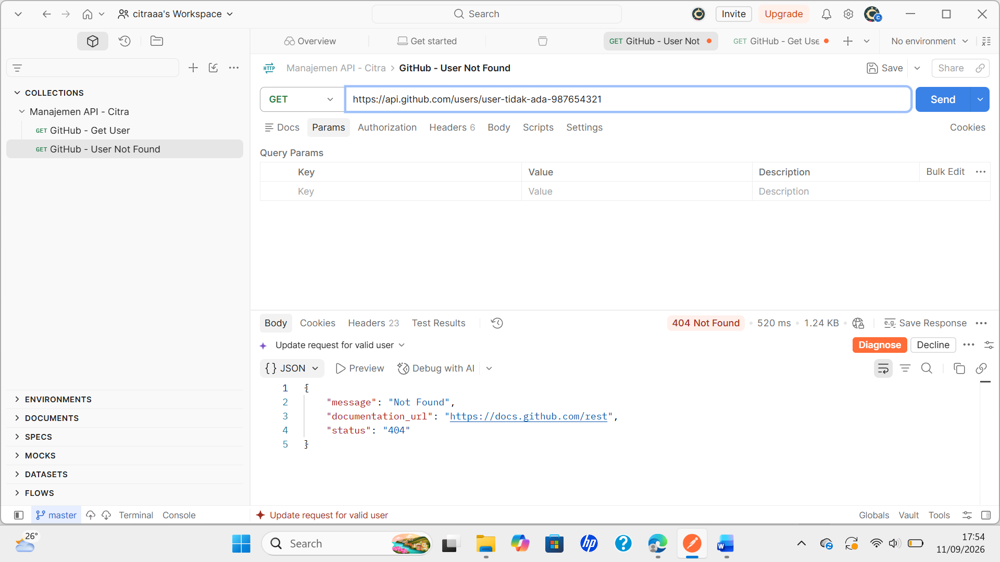 citraaa's Workspace
Search
Invite
Upgrade
Overview
Get started
GET GitHub - User Not
GET GitHub - Get Use
No environment
HTTP
Manajemen API - Citra > GitHub - User Not Found
Save
Share
COLLECTIONS
Manajemen API - Citra
GET GitHub - Get User
GET GitHub - User Not Found
GET
https://api.github.com/users/user-tidak-ada-987654321
Send
Docs
Params
Authorization
Headers 6
Body
Scripts
Settings
Cookies
Query Params
Key
Value
Description
Bulk Edit
Key
Value
Description
Body
Cookies
Headers 23
Test Results
404 Not Found
520 ms
1.24 KB
e.g. Save Response
Update request for valid user
Diagnose
Decline
{ } JSON
Preview
Debug with AI
1 {
2 "message": "Not Found",
3 "documentation_url": "https://docs.github.com/rest",
4 "status": "404"
5 }
ENVIRONMENTS
DOCUMENTS
SPECS
MOCKS
DATASETS
FLOWS
master
Terminal
Console
Update request for valid user
Globals
Vault
Tools
26°
Search
hp
W
17:54
11/09/2026